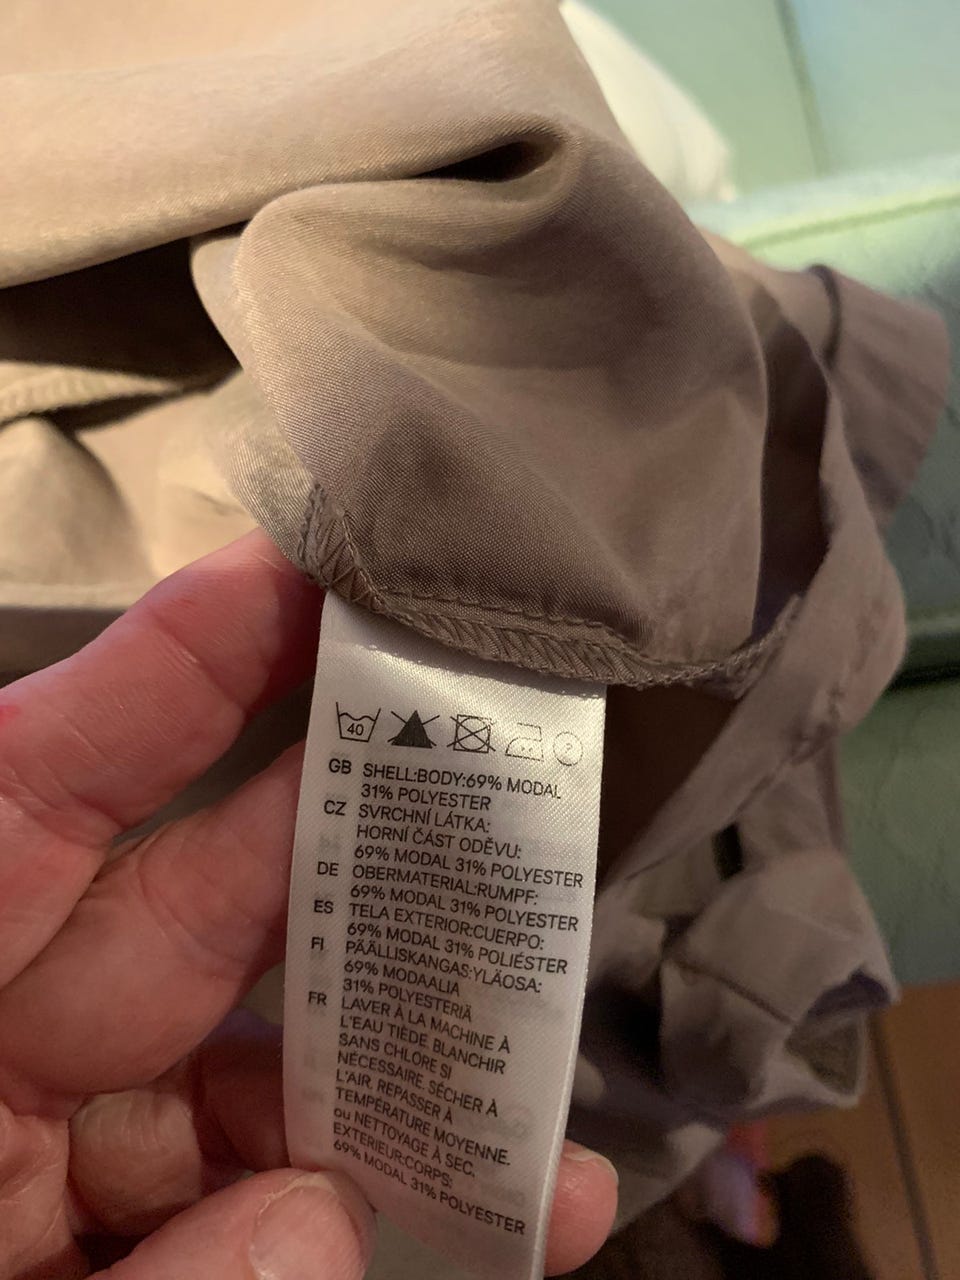 40
P
GB SHELL:BODY:69% MODAL
31% POLYESTER
CZ SVRCHNÍ LÁTKA:
HORNÍ ČÁST ODĚVU:
69% MODAL 31% POLYESTER
DE OBERMATERIAL:RUMPF:
69% MODAL 31% POLYESTER
ES TELA EXTERIOR:CUERPO:
69% MODAL 31% POLIÉSTER
FI PÄÄLLISKANGAS:YLÄOSA:
69% MODAALIA
31% POLYESTERIÄ
FR LAVER À LA MACHINE À
L'EAU TIÈDE. BLANCHIR
SANS CHLORE SI
NÉCESSAIRE. SÉCHER À
L'AIR. REPASSER À
TEMPÉRATURE MOYENNE.
ou NETTOYAGE À SEC.
EXTERIEUR:CORPS:
69% MODAL 31% POLYESTER